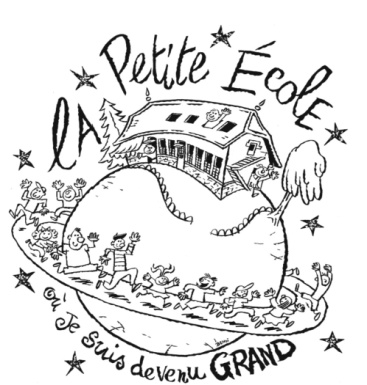 lA Petite École
Où Je suis devenu GRAND